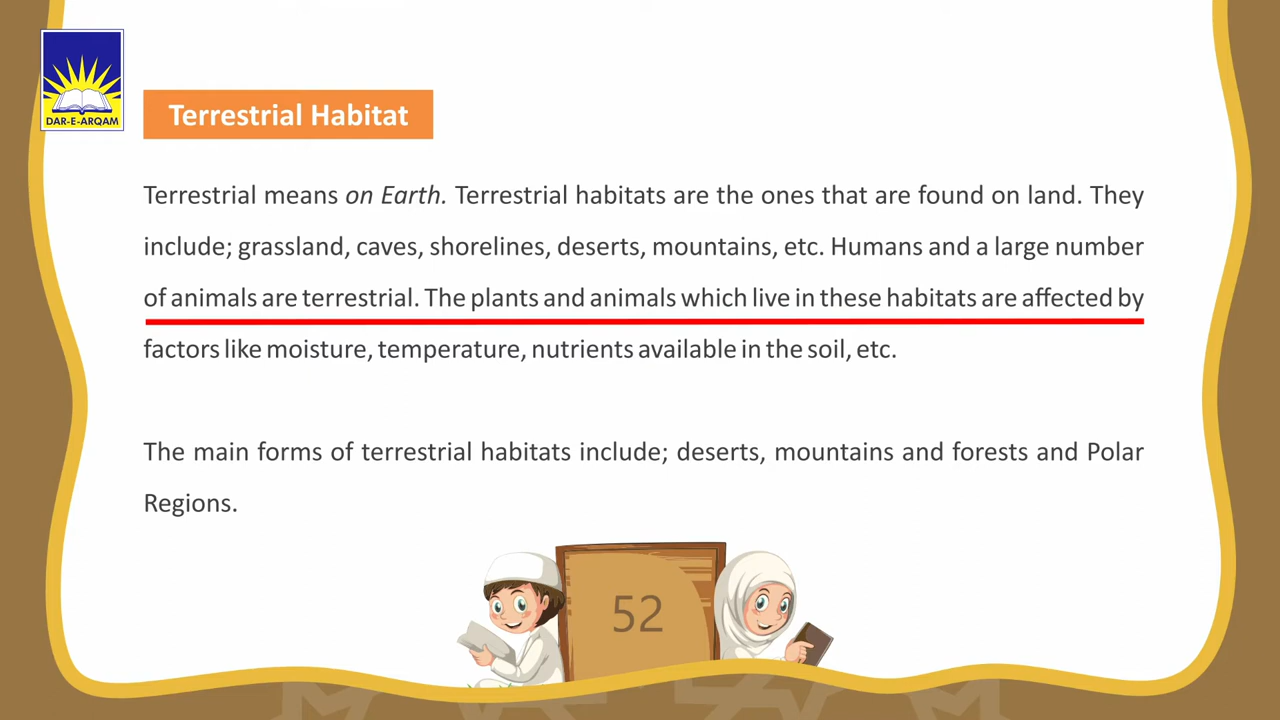 DAR-E-ARQAM
Terrestrial Habitat
Terrestrial means on Earth. Terrestrial habitats are the ones that are found on land. They
include; grassland, caves, shorelines, deserts, mountains, etc. Humans and a large number
of animals are terrestrial. The plants and animals which live in these habitats are affected by
factors like moisture, temperature, nutrients available in the soil, etc.
The main forms of terrestrial habitats include; deserts, mountains and forests and Polar
Regions.
52